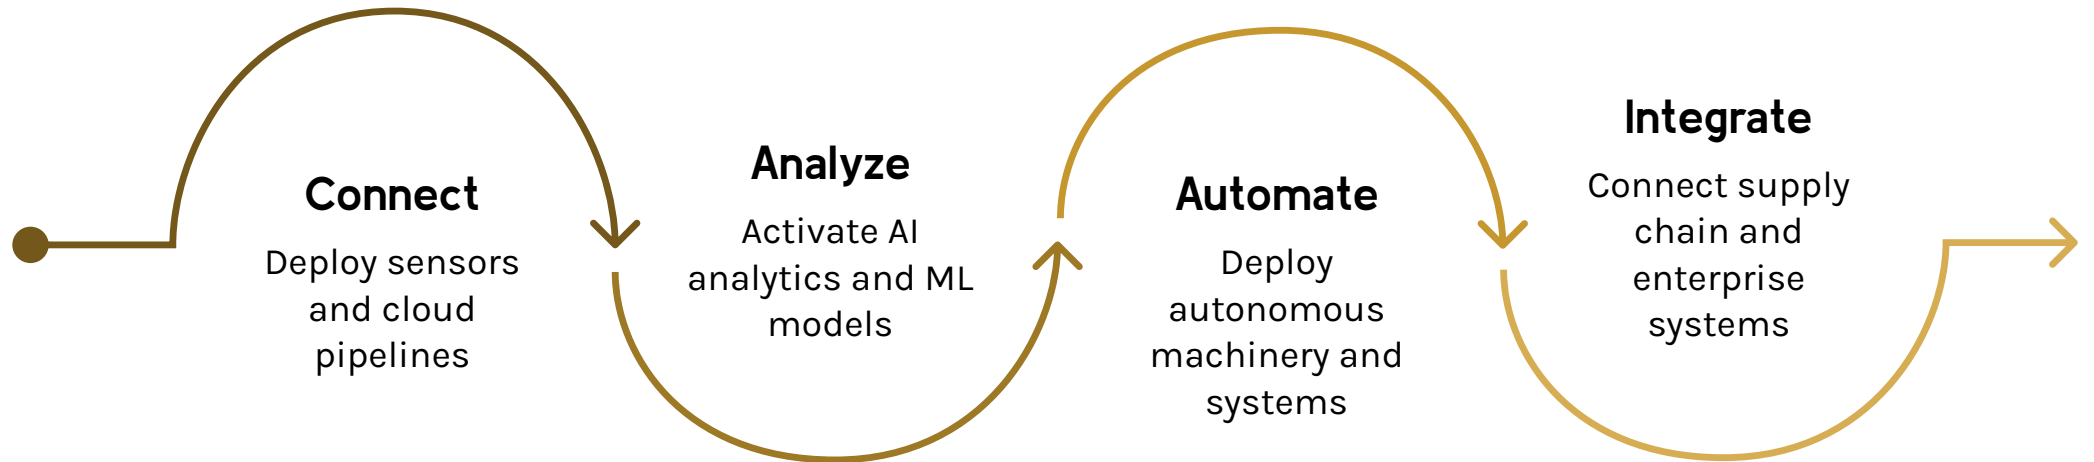 Connect
Deploy sensors
and cloud
pipelines
Analyze
Activate AI
analytics and ML
models
Automate
Deploy
autonomous
machinery and
systems
Integrate
Connect supply
chain and
enterprise
systems